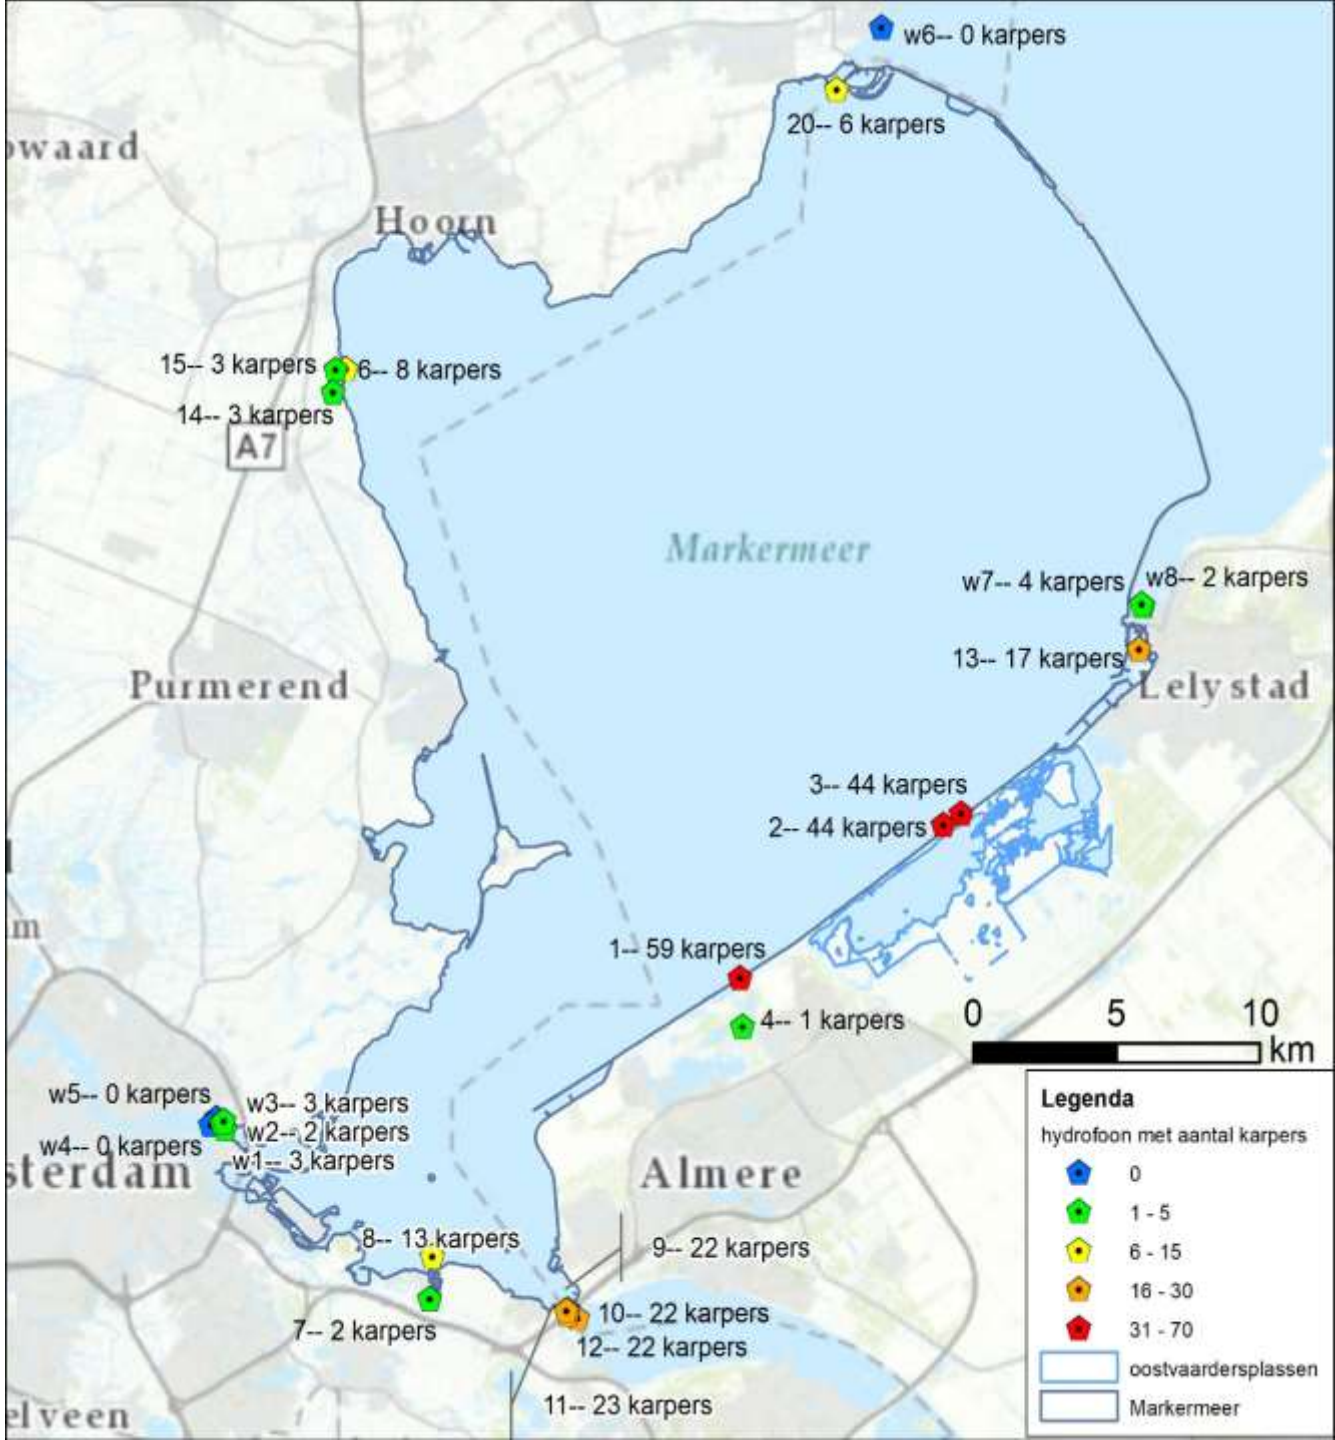 w6-- 0 karpers
20-- 6 karpers
owaard
Hoorn
15-- 3 karpers
6-- 8 karpers
14-- 3 karpers
A7
Markermeer
w7-- 4 karpers
w8-- 2 karpers
13-- 17 karpers
Purmerend
Lelystad
3-- 44 karpers
2-- 44 karpers
m
1-- 59 karpers
4-- 1 karpers
0 5 10
km
w5-- 0 karpers
w3-- 3 karpers
w2-- 2 karpers
w4-- 0 karpers
w1-- 3 karpers
sterdam
Almere
8-- 13 karpers
9-- 22 karpers
10-- 22 karpers
7-- 2 karpers
12-- 22 karpers
11-- 23 karpers
elveen
Legenda
hydrofoon met aantal karpers
0
1 - 5
6 - 15
16 - 30
31 - 70
oostvaardersplassen
Markermeer